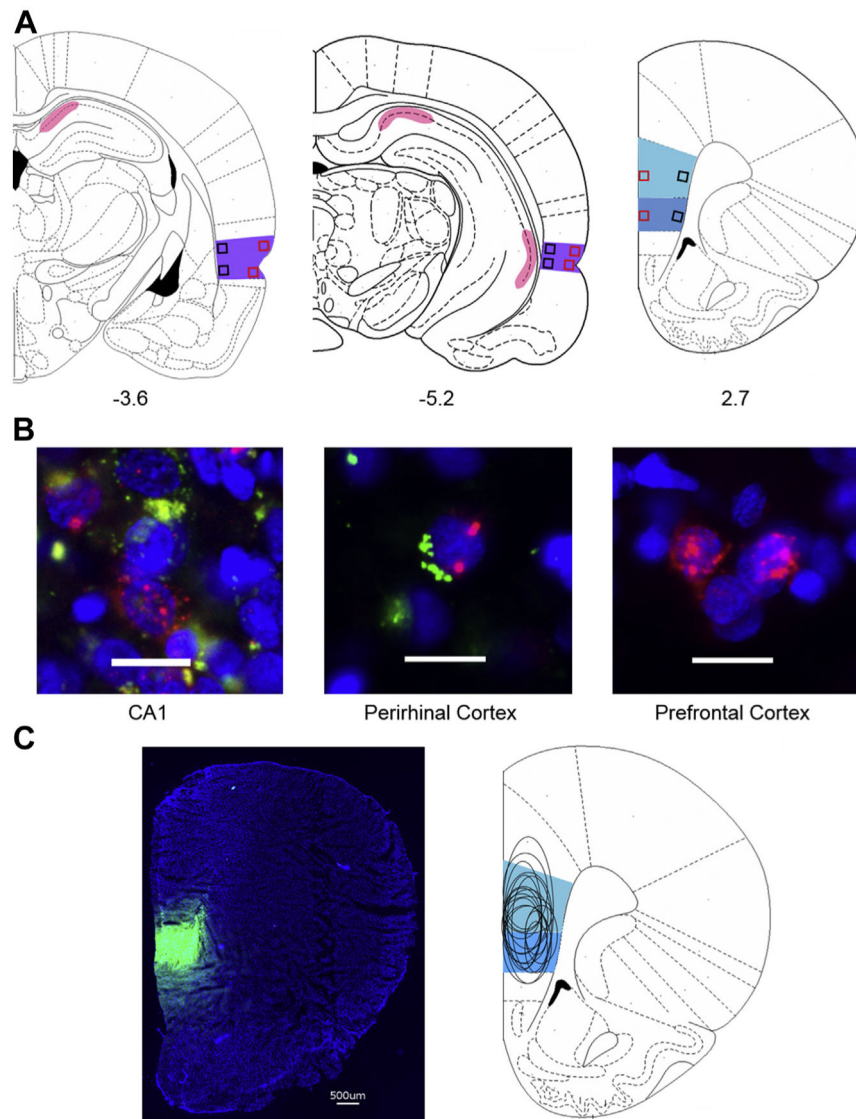 A
-3.6
-5.2
2.7
B
CA1
Perirhinal Cortex
Prefrontal Cortex
C
500um